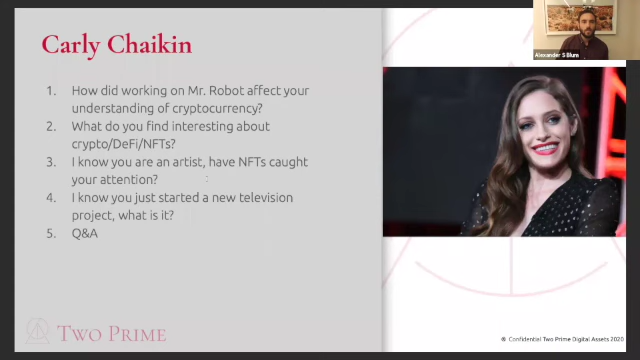 Alexander S Blum
Carly Chaikin
1. How did working on Mr. Robot affect your
understanding of cryptocurrency?
2. What do you find interesting about
crypto/DeFi/NFTs?
3. I know you are an artist, have NFTs caught
your attention?
4. I know you just started a new television
project, what is it?
5. Q&A
TWO PRIME
® Confidential Two Prime Digital Assets 2020